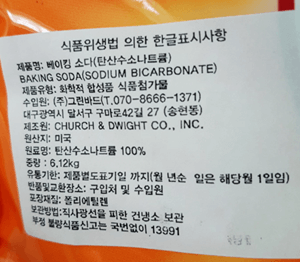 식품위생법 의한 한글표시사항
제품명: 베이킹 소다(탄산수소나트륨)
BAKING SODA(SODIUM BICARBONATE)
제품유형: 화학적 합성품 식품첨가물
수입원: (주)그린바드(T.070-8666-1371)
대구광역시 달서구 구마로42길 27 (송현동)
제조원: CHURCH & DWIGHT CO., INC.
원산지: 미국
원료명: 탄산수소나트륨 100%
중량: 6,12kg
유통기한: 제품별도표기일 까지(월 년순 일은 해당월 1일임)
반품및교환장소: 구입처 및 수입원
포장재질: 폴리에틸렌
보관방법:직사광선을 피한 건냉소 보관
부정 불량식품신고는 국번없이 13991